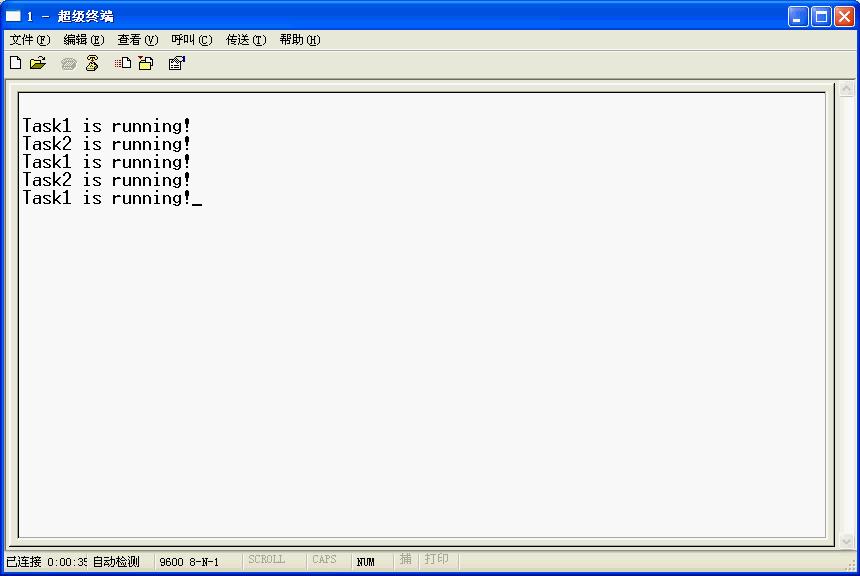 1 - 超级终端
文件(F) 编辑(E) 查看(V) 呼叫(C) 传送(T) 帮助(H)
Task1 is running!
Task2 is running!
Task1 is running!
Task2 is running!
Task1 is running!_
已连接 0:00:35 自动检测 9600 8-N-1 SCROLL CAPS NUM 捕 打印